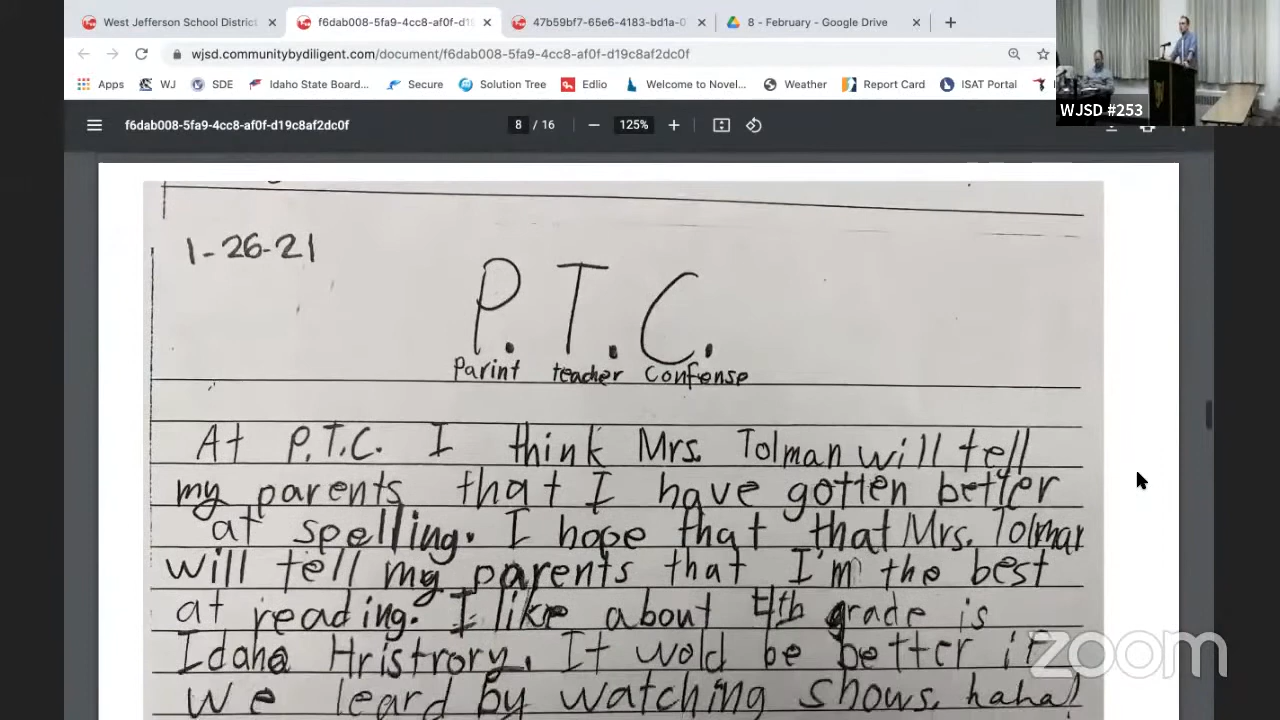 West Jefferson School District
f6dab008-5fa9-4cc8-af0f-d19
47b59bf7-65e6-4183-bd1a-0
8 - February - Google Drive
wjsd.communitybydiligent.com/document/f6dab008-5fa9-4cc8-af0f-d19c8af2dc0f
Apps WJ SDE Idaho State Board... Secure Solution Tree Edlio Welcome to Novel... Weather Report Card ISAT Portal
WJSD #253
f6dab008-5fa9-4cc8-af0f-d19c8af2dc0f 8 / 16 125%
1-26-21
P.T.C.
Parint teacher Confense
At P.T.C. I think Mrs. Tolman will tell
my parents that I have gotten better
at spelling. I hope that that Mrs. Tolman
will tell my parents that I'm the best
at reading. I like about 4th grade is
Idaho Hristrory. It wold be better if
we leard by watching shows. haha!
zoom